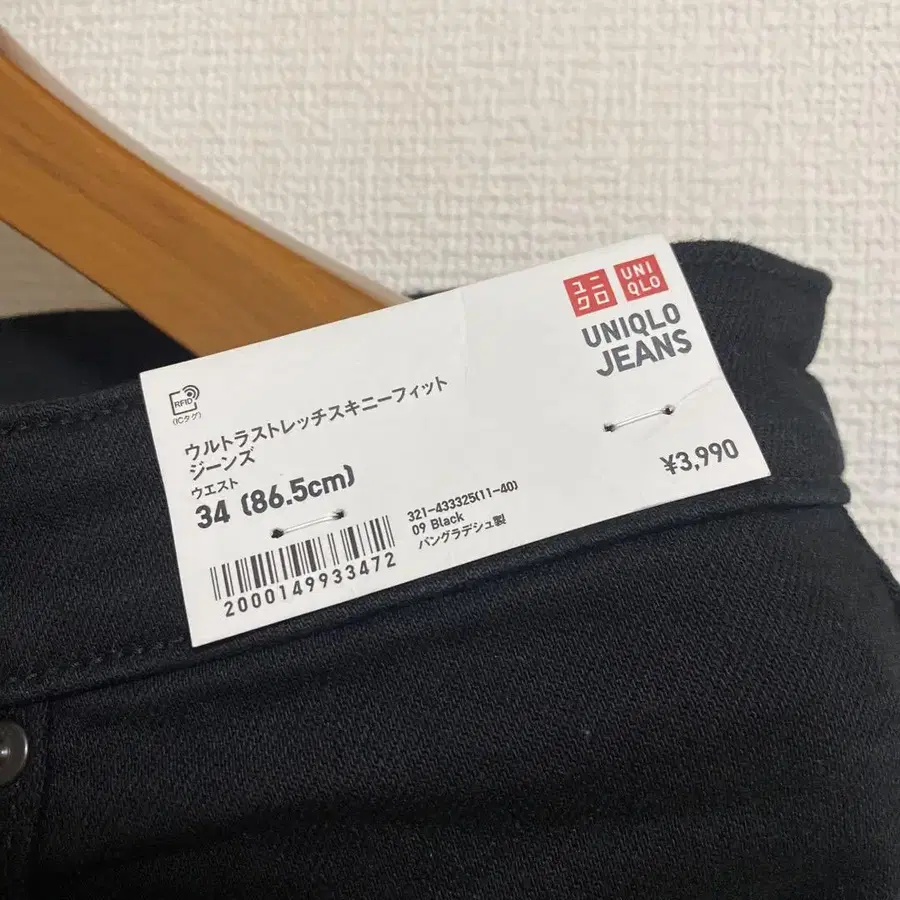 ユニ
クロ
UNI
QLO
UNIQLO
JEANS
RFID
(ICタグ)
ウルトラストレッチスキニーフィット
ジーンズ
ウエスト
34 (86.5cm)
¥3,990
321-433325(11-40)
09 Black
バングラデシュ製
2000149933472